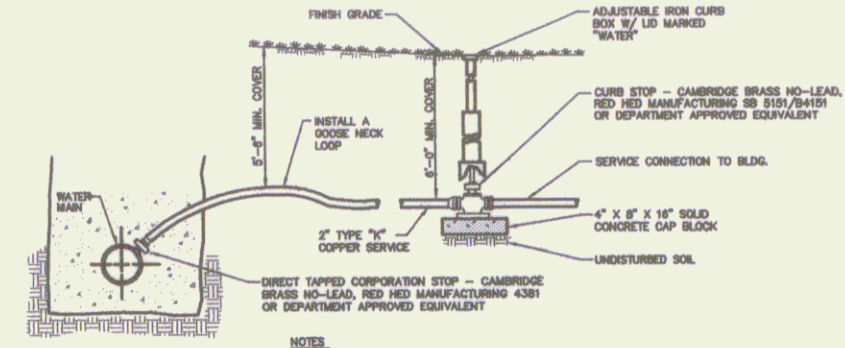 FINISH GRADE
ADJUSTABLE IRON CURB
BOX W/ LID MARKED
"WATER"
5'-6" MIN. COVER
6'-0" MIN. COVER
INSTALL A
GOOSE NECK
LOOP
CURB STOP - CAMBRIDGE BRASS NO-LEAD,
RED HED MANUFACTURING SB 5151/B4151
OR DEPARTMENT APPROVED EQUIVALENT
SERVICE CONNECTION TO BLDG.
WATER
MAIN
2" TYPE "K"
COPPER SERVICE
4" X 8" X 16" SOLID
CONCRETE CAP BLOCK
UNDISTURBED SOIL
DIRECT TAPPED CORPORATION STOP - CAMBRIDGE
BRASS NO-LEAD, RED HED MANUFACTURING 4381
OR DEPARTMENT APPROVED EQUIVALENT
NOTES